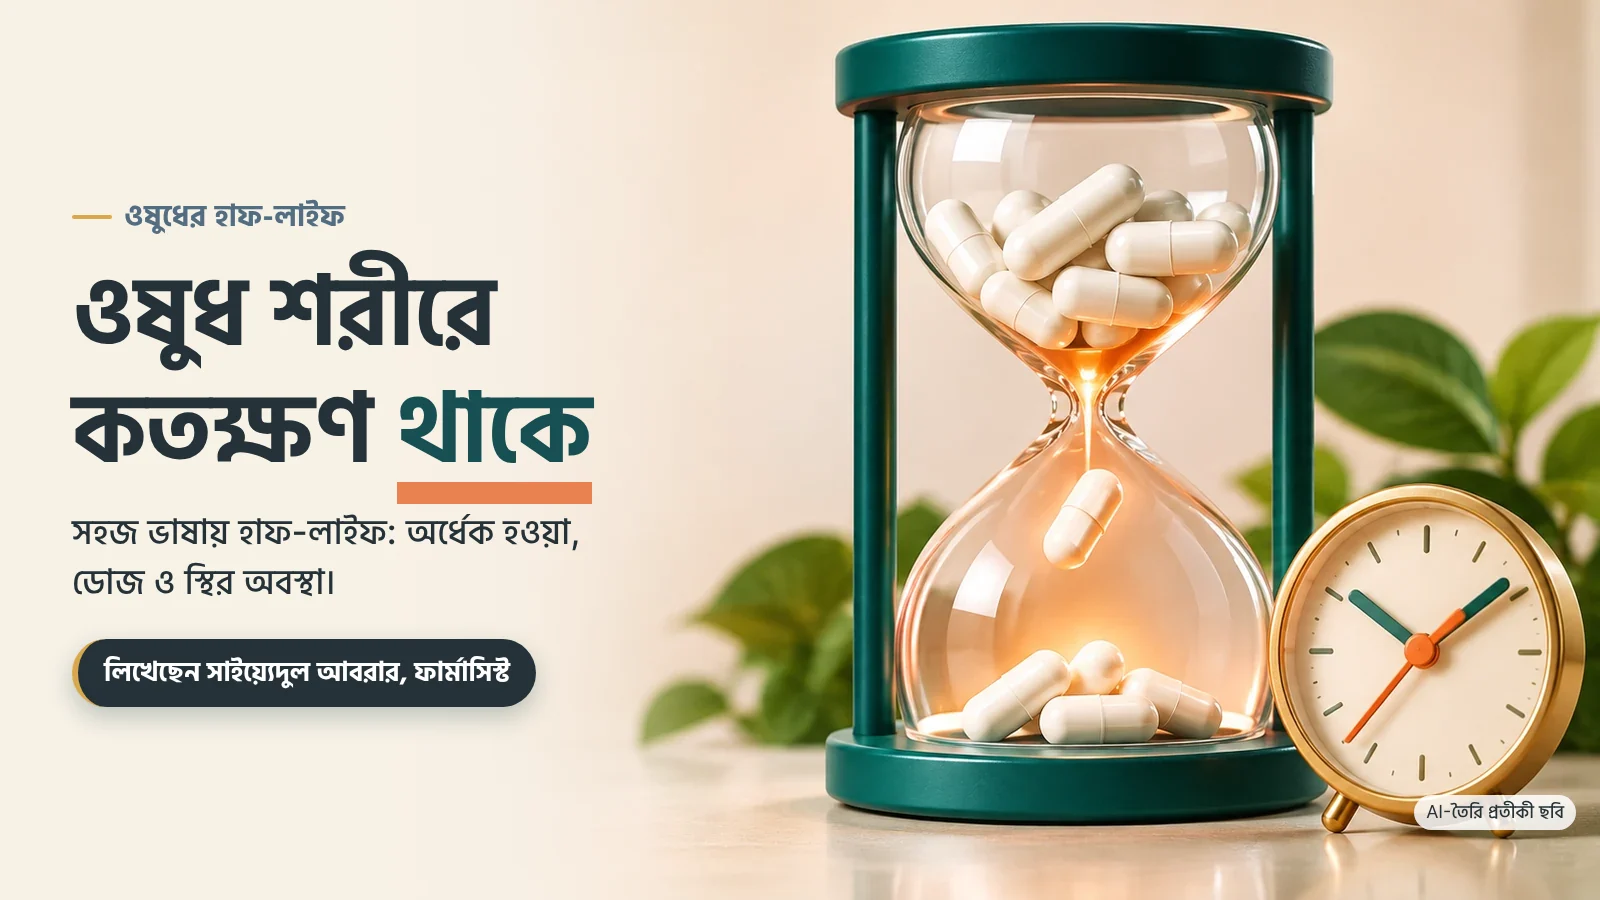 ওষুধের হাফ-লাইফ
ওষুধ শরীরে
কতক্ষণ থাকে
সহজ ভাষায় হাফ-লাইফ: অর্ধেক হওয়া,
ডোজ ও স্থির অবস্থা।
লিখেছেন সাইয়্যেদুল আবরার, ফার্মাসিস্ট
AI-তৈরি প্রতীকী ছবি